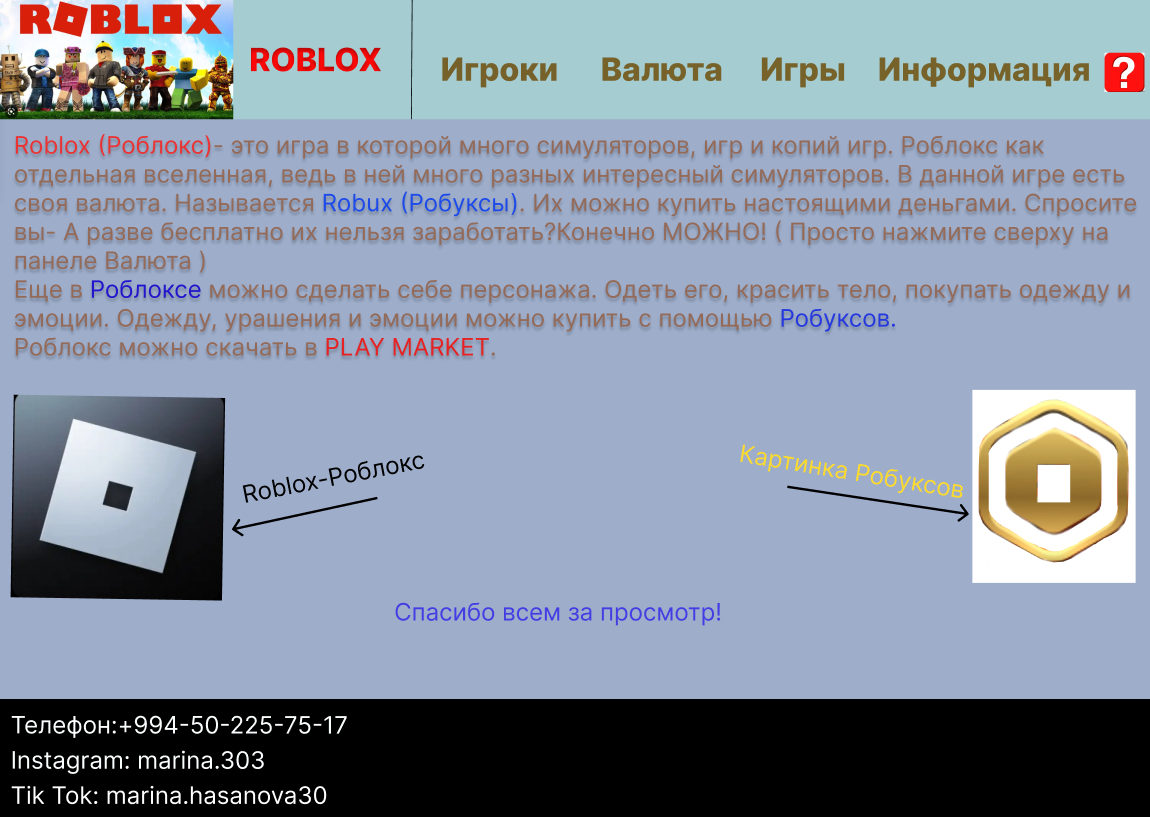 ROBLOX
ROBLOX
Игроки
Валюта
Игры
Информация
?
Roblox (Роблокс)- это игра в которой много симуляторов, игр и копий игр. Роблокс как
отдельная вселенная, ведь в ней много разных интересный симуляторов. В данной игре есть
своя валюта. Называется Robux (Робуксы). Их можно купить настоящими деньгами. Спросите
вы- А разве бесплатно их нельзя заработать?Конечно МОЖНО! ( Просто нажмите сверху на
панеле Валюта )
Еще в Роблоксе можно сделать себе персонажа. Одеть его, красить тело, покупать одежду и
эмоции. Одежду, урашения и эмоции можно купить с помощью Робуксов.
Роблокс можно скачать в PLAY MARKET.
Roblox-Роблокс
Картинка Робуксов
Спасибо всем за просмотр!
Телефон:+994-50-225-75-17
Instagram: marina.303
Tik Tok: marina.hasanova30